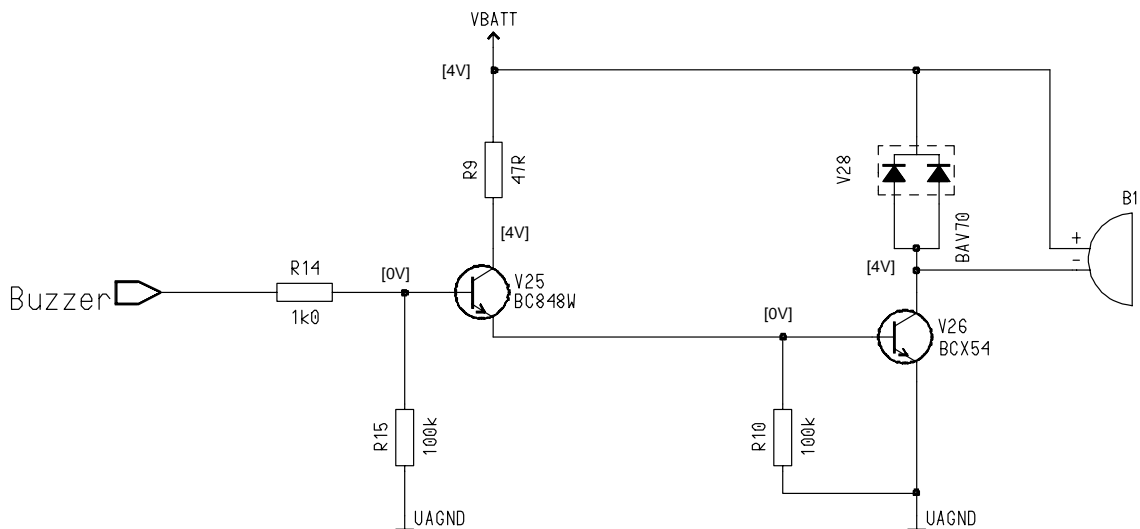 VBATT
[4V]
R9
47R
V28
BAV70
B1
+
-
[4V]
[4V]
Buzzer
R14
1k0
[0V]
V25
BC848W
[0V]
V26
BCX54
R15
100k
R10
100k
UAGND
UAGND